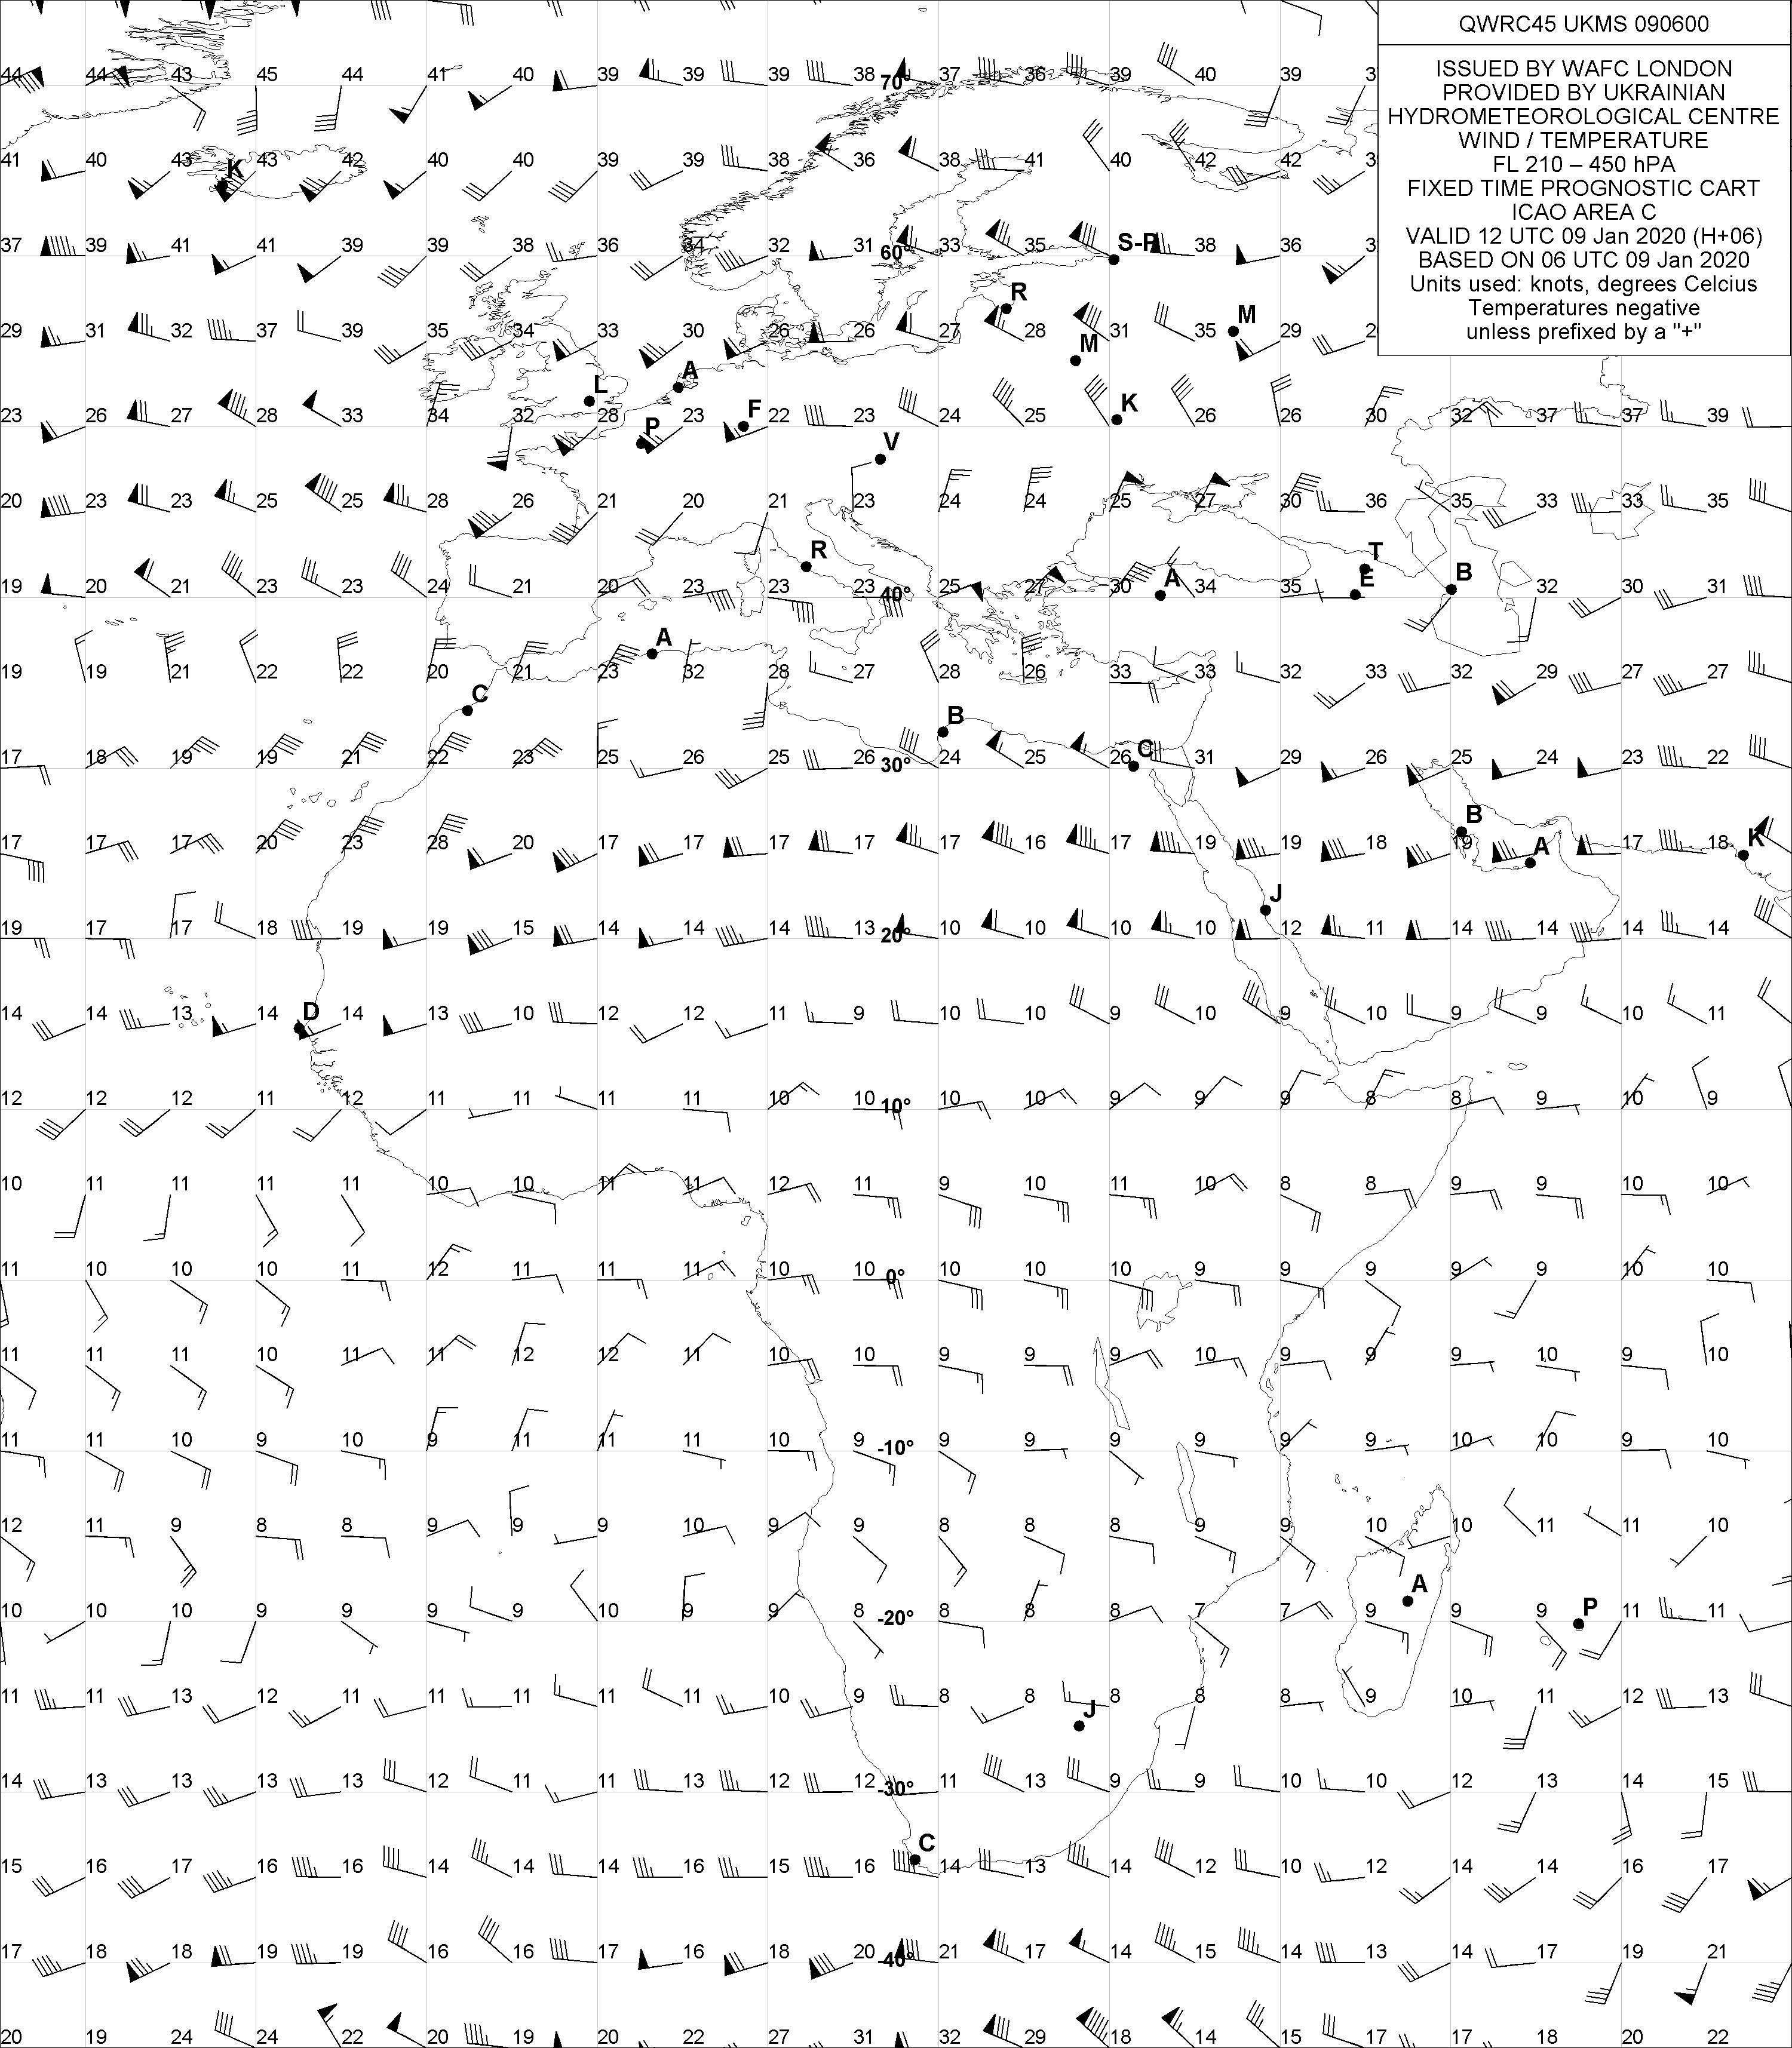 QWRC45 UKMS 090600
ISSUED BY WAFC LONDON
PROVIDED BY UKRAINIAN
HYDROMETEOROLOGICAL CENTRE
WIND / TEMPERATURE
FL 210 – 450 hPA
FIXED TIME PROGNOSTIC CART
ICAO AREA C
VALID 12 UTC 09 Jan 2020 (H+06)
BASED ON 06 UTC 09 Jan 2020
Units used: knots, degrees Celcius
Temperatures negative
unless prefixed by a "+"
44 44 43 45 44 41 40 39 39 39 38 70° 37 36 39 40 39 3
41 40 43 K 43 42 40 40 39 39 38 36 38 41 40 42 42 3
37 39 41 41 39 39 38 36 34 32 31 60° 33 35 S-P 38 36 3
R M
29 31 32 37 39 35 34 33 30 26 26 27 28 31 35 29 2
M
A L
23 26 27 28 33 34 32 28 P 23 F 22 23 24 25 K 26 26 30 32 37 37 39
V
20 23 23 25 25 28 26 21 20 21 23 24 24 25 27 30 36 35 33 33 35
R T
19 20 21 23 23 24 21 20 23 23 23 40° 25 27 30 A 34 35 E B 32 30 31
A
19 19 21 22 22 20 21 23 32 28 27 28 26 33 33 32 33 32 29 27 27
C B
17 18 19 19 21 22 23 25 26 25 26 30° 24 25 26 C 31 29 26 25 24 23 22
B
17 17 17 20 23 28 20 17 17 17 17 17 16 17 19 19 18 19 A 17 18 K
J
19 17 17 18 19 19 15 14 14 14 13 20° 10 10 10 10 12 11 14 14 14 14
14 14 13 14 D 14 13 10 12 12 11 9 10 10 9 10 9 10 9 9 10 11
12 12 12 11 12 11 11 11 11 10 10 10° 10 10 9 9 9 8 8 9 10 9
10 11 11 11 11 10 10 11 11 12 11 9 10 11 10 8 8 9 9 10 10
11 10 10 10 11 12 11 11 11 10 10 0° 10 10 10 9 9 9 9 9 10 10
11 11 11 10 11 11 12 12 11 10 10 9 9 9 10 9 9 9 10 9 10
11 11 10 9 10 9 11 11 11 10 9 -10° 9 9 9 9 9 9 10 10 9 10
12 11 9 8 8 9 9 9 10 9 9 8 8 8 9 9 10 10 11 11 10
A
10 10 10 9 9 9 9 10 9 9 8 -20° 8 8 8 7 7 9 9 9 P 11 11
11 11 13 12 11 11 11 11 11 10 9 8 8 J 8 8 8 9 10 11 12 13
14 13 13 13 13 12 11 11 13 12 12 -30° 11 13 9 9 10 10 12 13 14 15
C
15 16 17 16 16 14 14 14 16 15 16 14 13 14 12 10 12 14 14 16 17
17 18 18 19 19 16 16 17 16 18 20 -40° 21 17 14 15 14 13 14 17 19 21
20 19 24 24 22 20 19 20 22 27 31 32 29 18 14 15 17 17 18 20 22